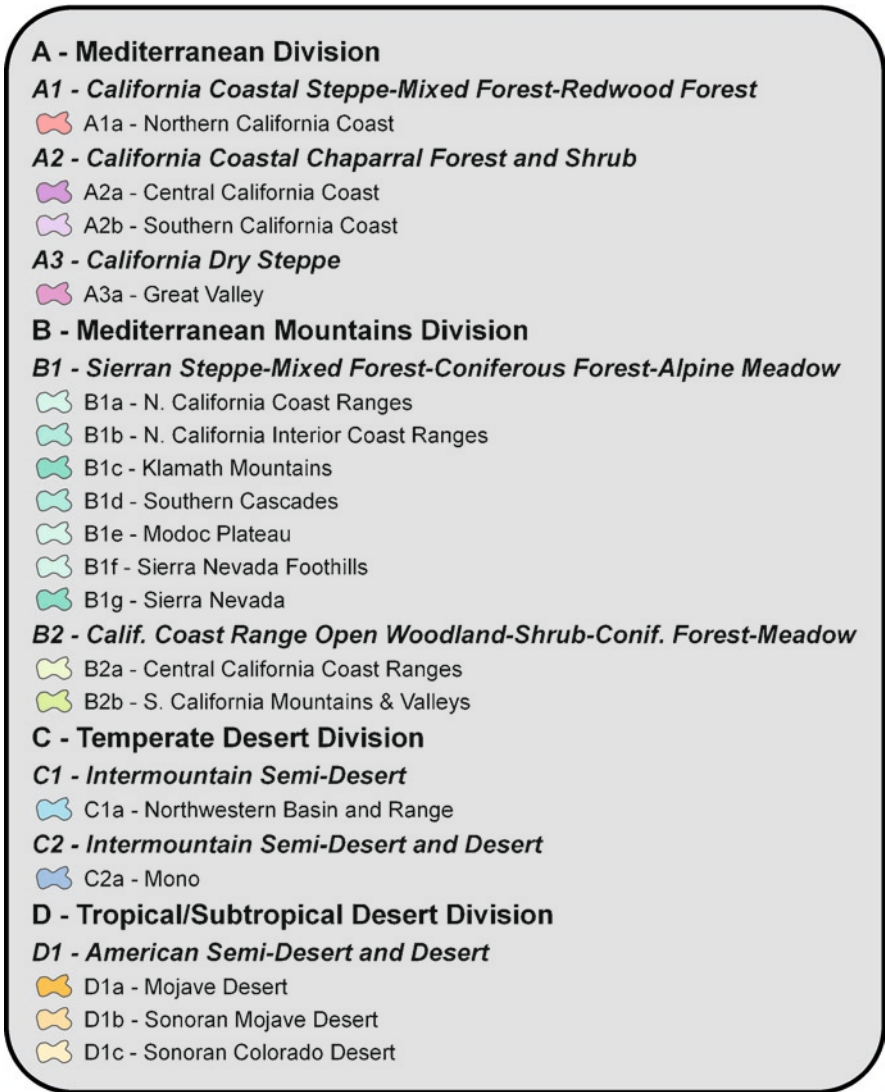 A - Mediterranean Division
A1 - California Coastal Steppe-Mixed Forest-Redwood Forest
A1a - Northern California Coast
A2 - California Coastal Chaparral Forest and Shrub
A2a - Central California Coast
A2b - Southern California Coast
A3 - California Dry Steppe
A3a - Great Valley
B - Mediterranean Mountains Division
B1 - Sierran Steppe-Mixed Forest-Coniferous Forest-Alpine Meadow
B1a - N. California Coast Ranges
B1b - N. California Interior Coast Ranges
B1c - Klamath Mountains
B1d - Southern Cascades
B1e - Modoc Plateau
B1f - Sierra Nevada Foothills
B1g - Sierra Nevada
B2 - Calif. Coast Range Open Woodland-Shrub-Conif. Forest-Meadow
B2a - Central California Coast Ranges
B2b - S. California Mountains & Valleys
C - Temperate Desert Division
C1 - Intermountain Semi-Desert
C1a - Northwestern Basin and Range
C2 - Intermountain Semi-Desert and Desert
C2a - Mono
D - Tropical/Subtropical Desert Division
D1 - American Semi-Desert and Desert
D1a - Mojave Desert
D1b - Sonoran Mojave Desert
D1c - Sonoran Colorado Desert